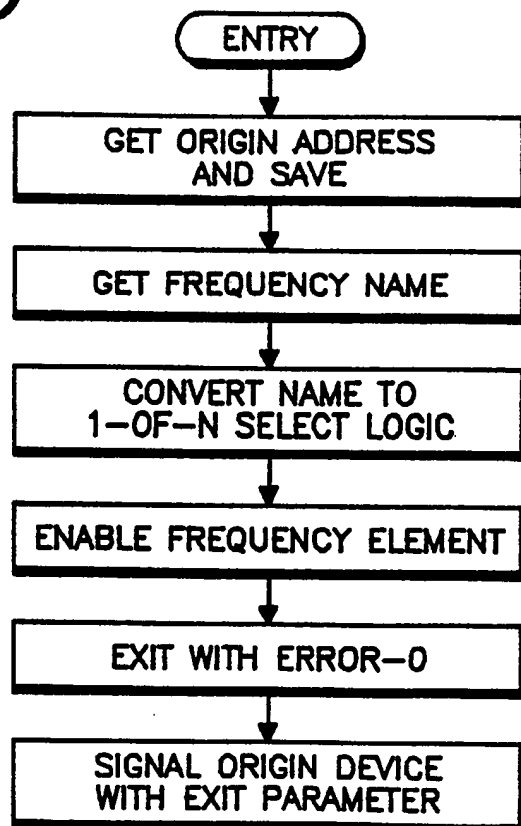 ENTRY
GET ORIGIN ADDRESS
AND SAVE
GET FREQUENCY NAME
CONVERT NAME TO
1-OF-N SELECT LOGIC
ENABLE FREQUENCY ELEMENT
EXIT WITH ERROR-0
SIGNAL ORIGIN DEVICE
WITH EXIT PARAMETER